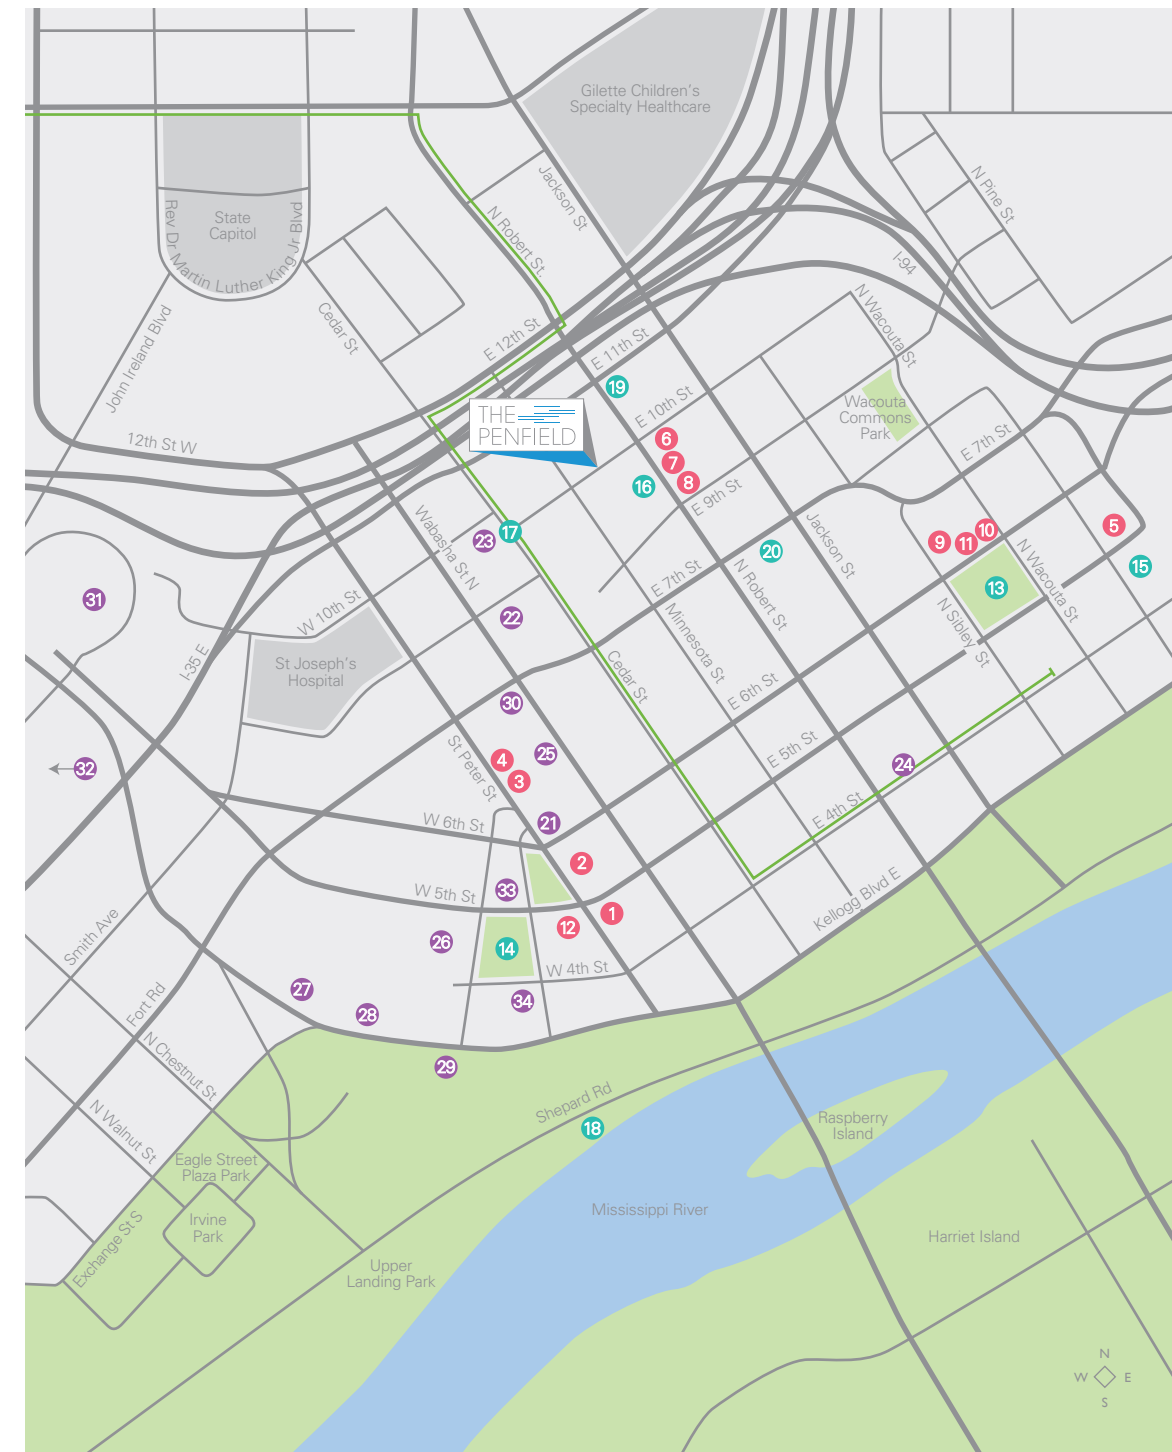 Gilette Children's
Specialty Healthcare
Jackson St
N Pine St
N Robert St.
State
Capitol
Rev Dr Martin Luther King Jr Blvd
I-94
John Ireland Blvd
Cedar St
E 12th St
E 11th St
N Wacouta St
19
E 10th St
Wacouta
Commons
Park
THE
PENFIELD
12th St W
6
7
8
16
E 9th St
E 7th St
Wabasha St N
23
17
20
Jackson St
9
11
10
5
15
N Wacouta St
13
N Sibley St
31
W 10th St
22
E 7th St
N Robert St
Minnesota St
I-35 E
St Joseph's
Hospital
Cedar St
30
E 6th St
32
4
3
25
St Peter St
E 5th St
24
W 6th St
21
E 4th St
2
W 5th St
33
1
12
Kellogg Blvd E
Smith Ave
26
14
W 4th St
27
28
34
Fort Rd
29
N Chestnut St
N Walnut St
Shepard Rd
18
Raspberry
Island
Eagle Street
Plaza Park
Mississippi River
Irvine
Park
Exchange St S
Harriet Island
Upper
Landing Park
N
W E
S